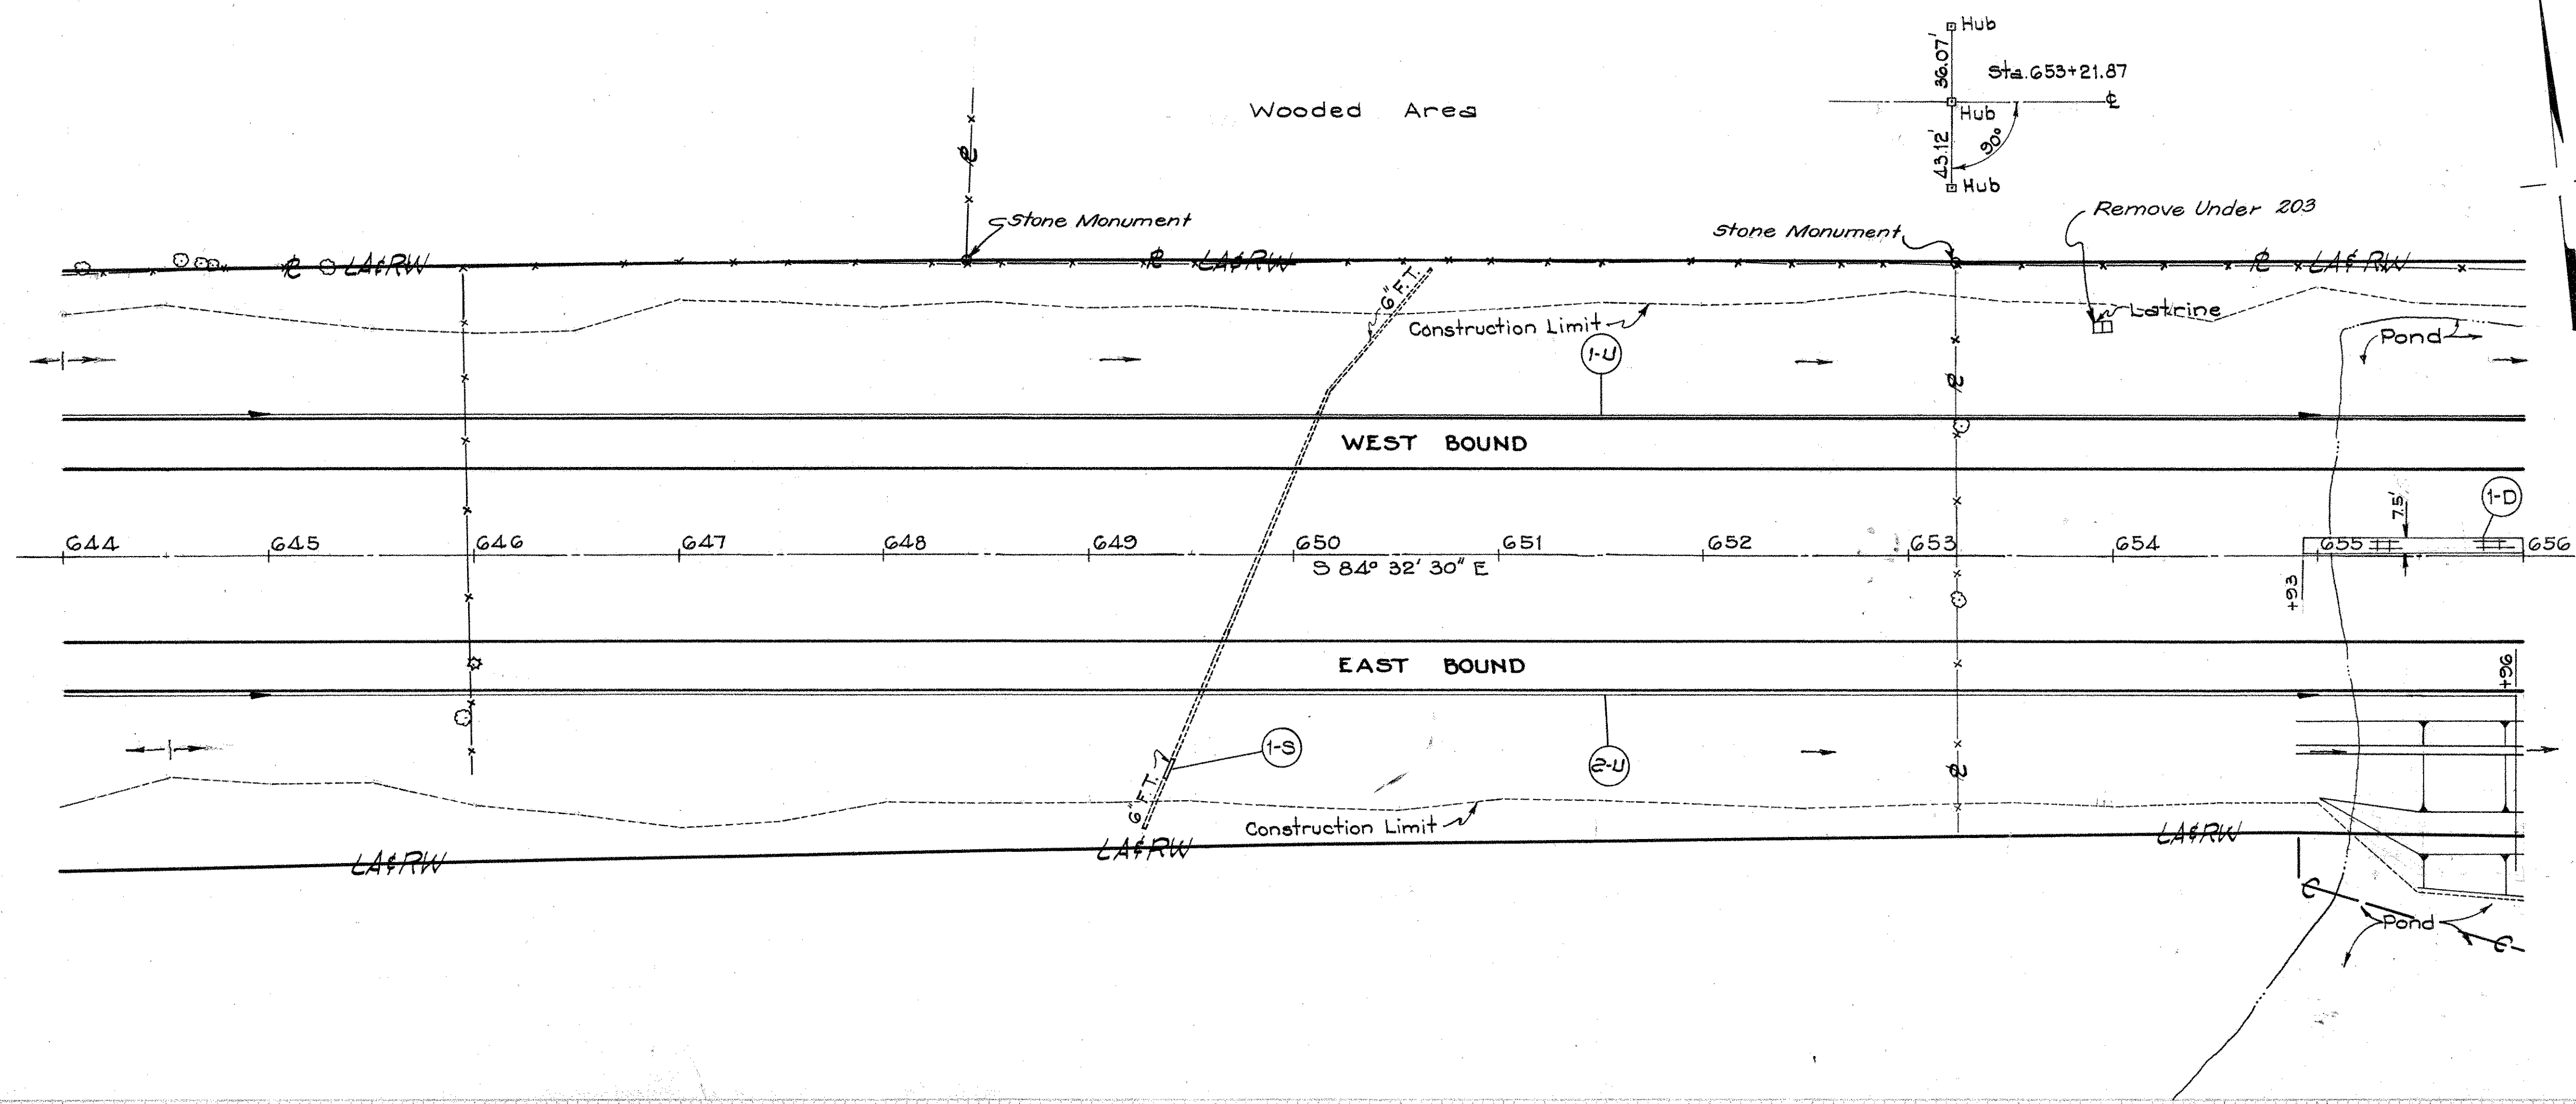 Hub
36.07'
Sta. 653+21.87
℄
Hub
43.12'
90°
Hub
Wooded Area
Stone Monument
Stone Monument
Remove Under 203
LA&RW
LA&RW
LA&RW
6" F.T.
Construction Limit
Latrine
Pond
1-U
WEST BOUND
7.5'
1-D
644 645 646 647 648 649 650 651 652 653 654 655 656
S 84° 32' 30" E
+93
EAST BOUND
+96
1-S
2-U
6" F.T.
Construction Limit
LA&RW
LA&RW
LA&RW
C
Pond
C